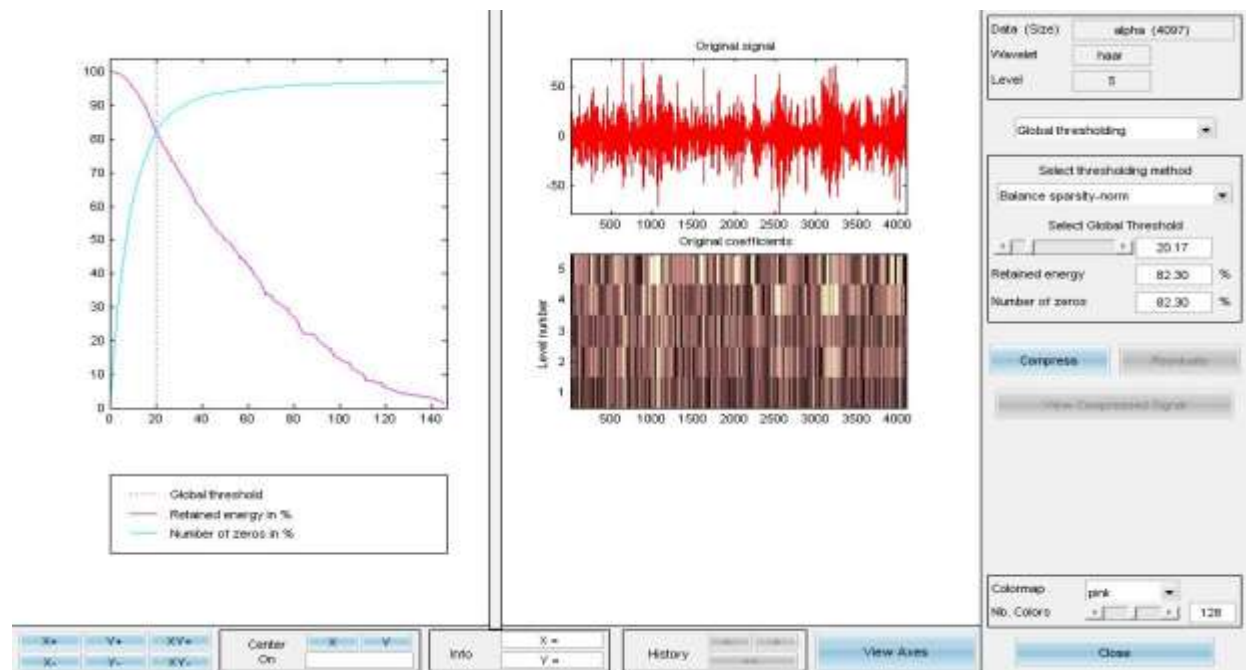 100
90
80
70
60
50
40
30
20
10
0
0 20 40 60 80 100 120 140
Global threshold
Retained energy in %
Number of zeros in %
Original signal
50
0
-50
500 1000 1500 2000 2500 3000 3500 4000
Original coefficients
Level number
5
4
3
2
1
500 1000 1500 2000 2500 3000 3500 4000
Data (Size) alpha (4097)
Wavelet haar
Level 5
Global thresholding
Select thresholding method
Balance sparsity-norm
Select Global Threshold
20.17
Retained energy 82.30 %
Number of zeros 82.30 %
Compress Residuals
View Compressed Signal
Colormap pink
Nb. Colors 128
X+ Y+ XY+
X- Y- XY-
Center On X Y
Info X =
Y =
History
View Axes
Close